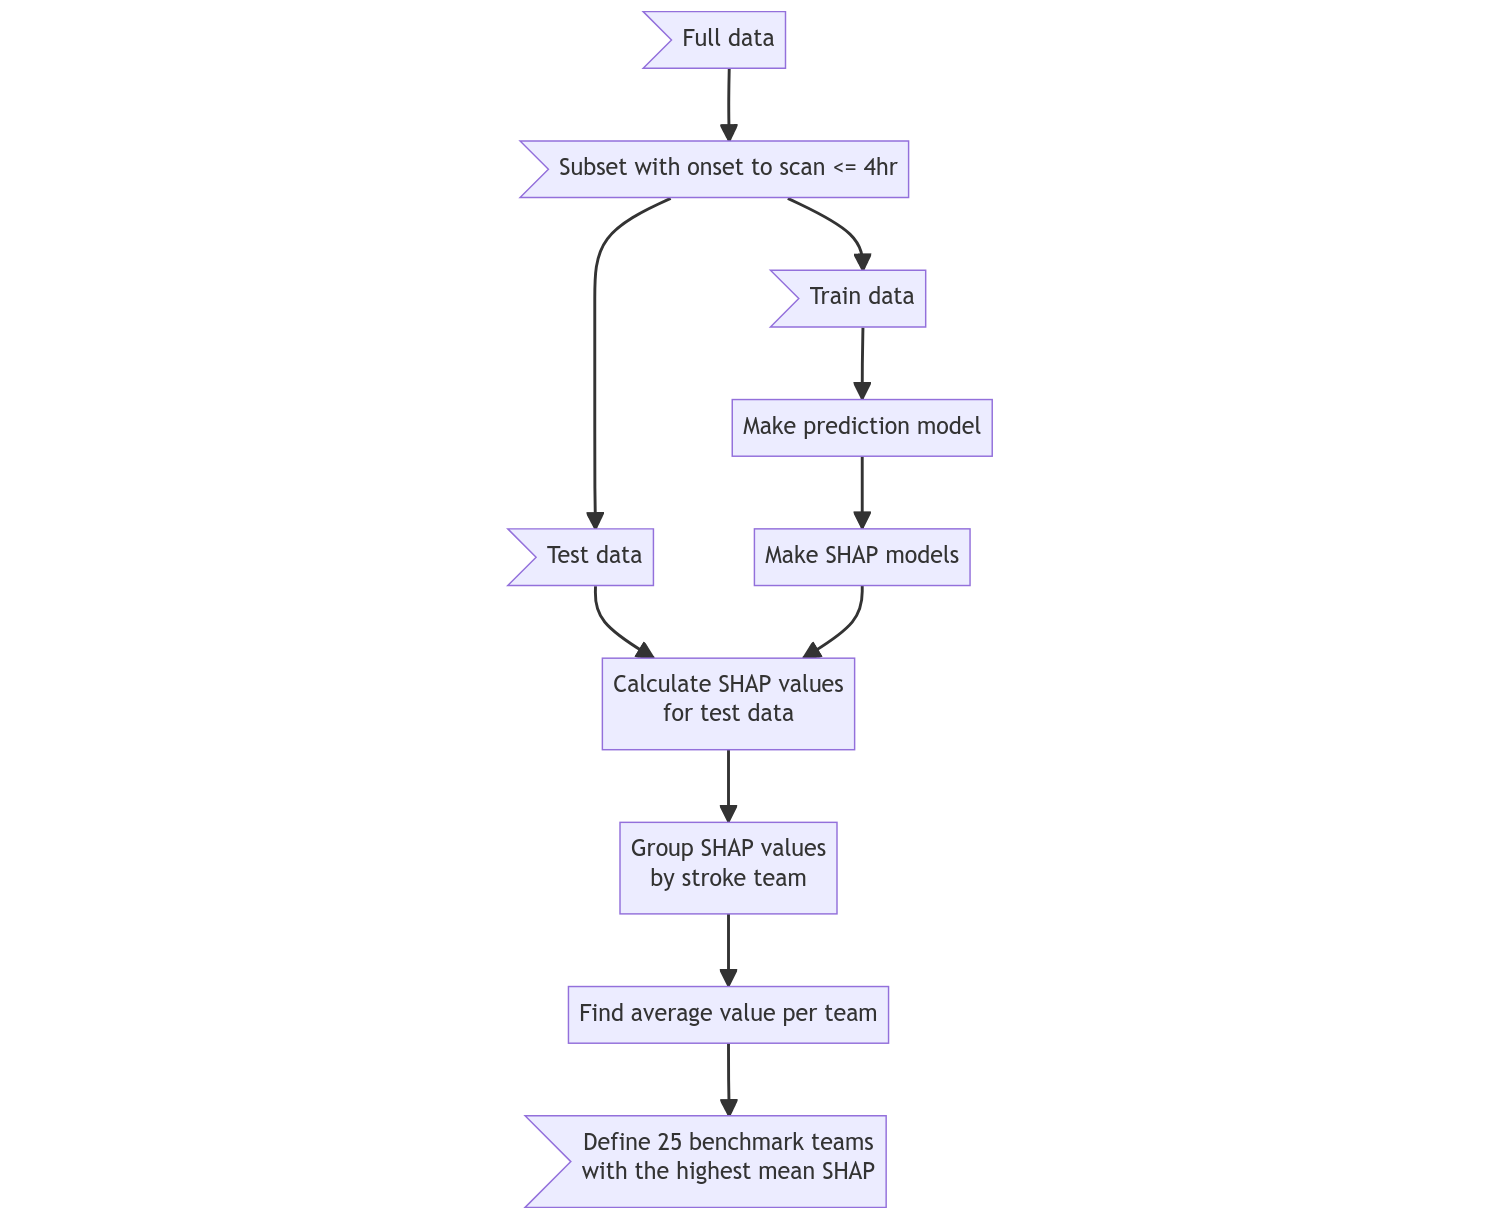 Full data
Subset with onset to scan <= 4hr
Train data
Make prediction model
Test data
Make SHAP models
Calculate SHAP values
for test data
Group SHAP values
by stroke team
Find average value per team
Define 25 benchmark teams
with the highest mean SHAP